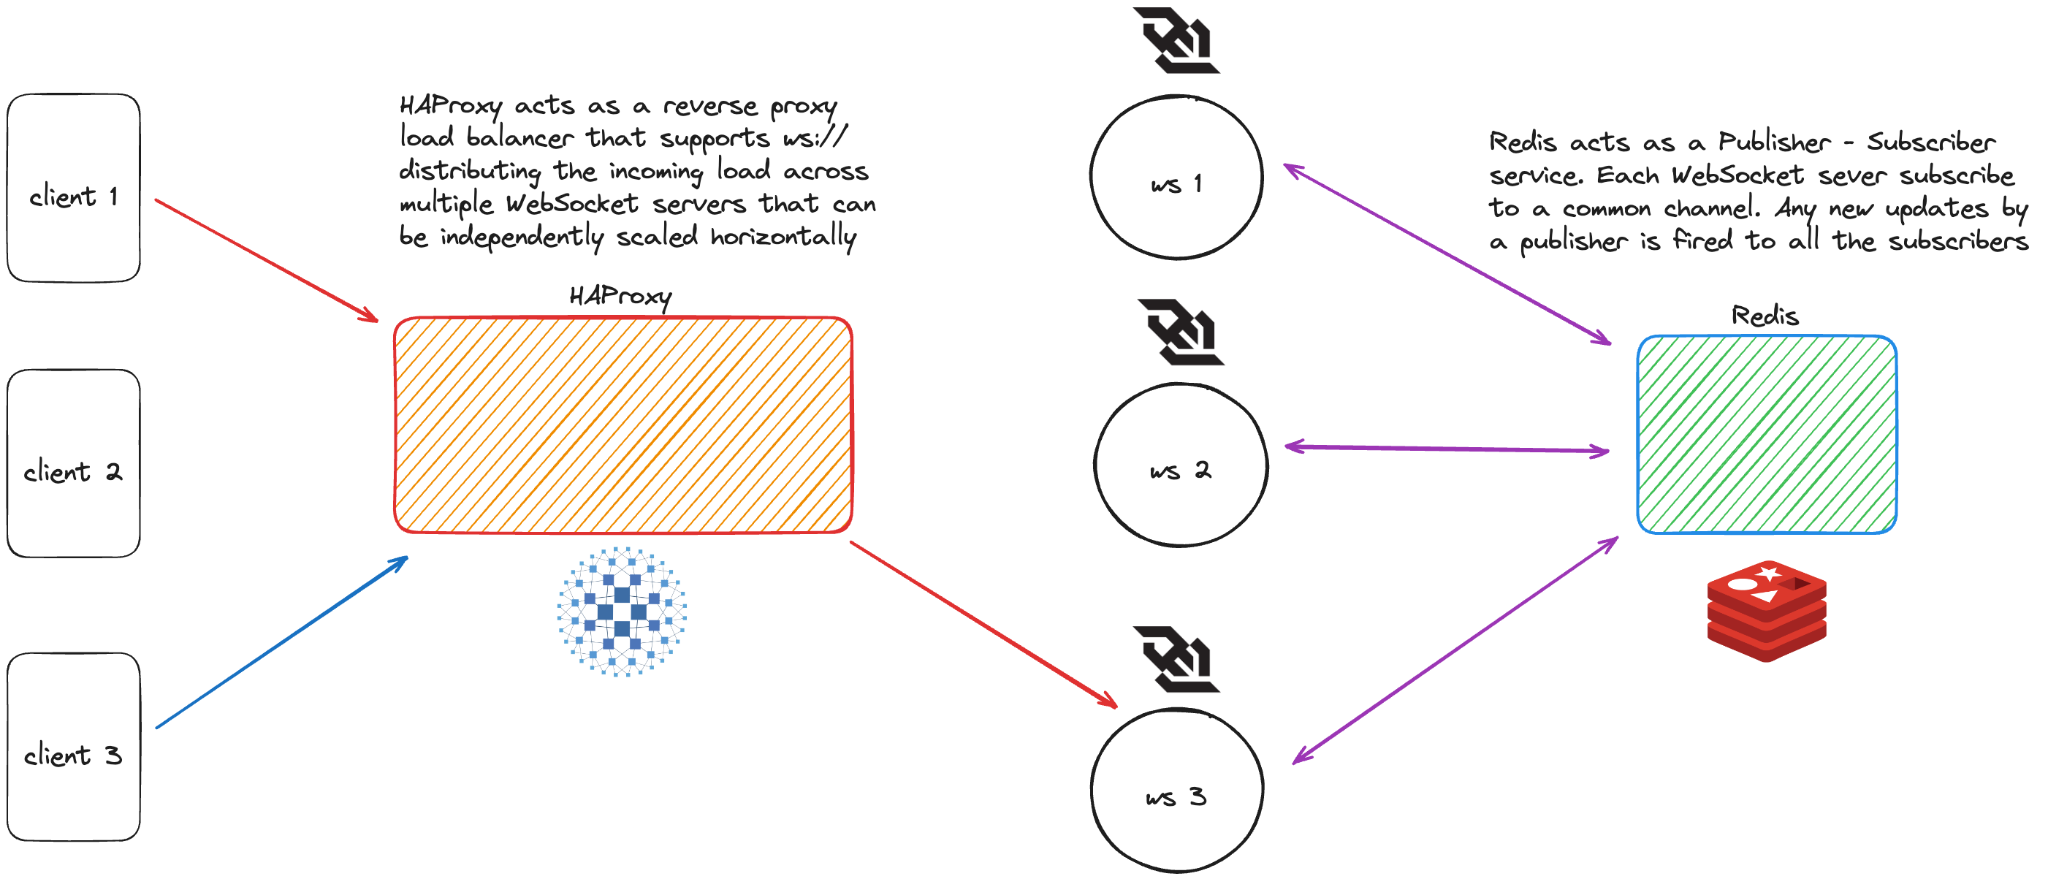 client 1
client 2
client 3
HAProxy acts as a reverse proxy
load balancer that supports ws://
distributing the incoming load across
multiple WebSocket servers that can
be independently scaled horizontally
HAProxy
ws 1
ws 2
ws 3
Redis acts as a Publisher - Subscriber
service. Each WebSocket sever subscribe
to a common channel. Any new updates by
a publisher is fired to all the subscribers
Redis